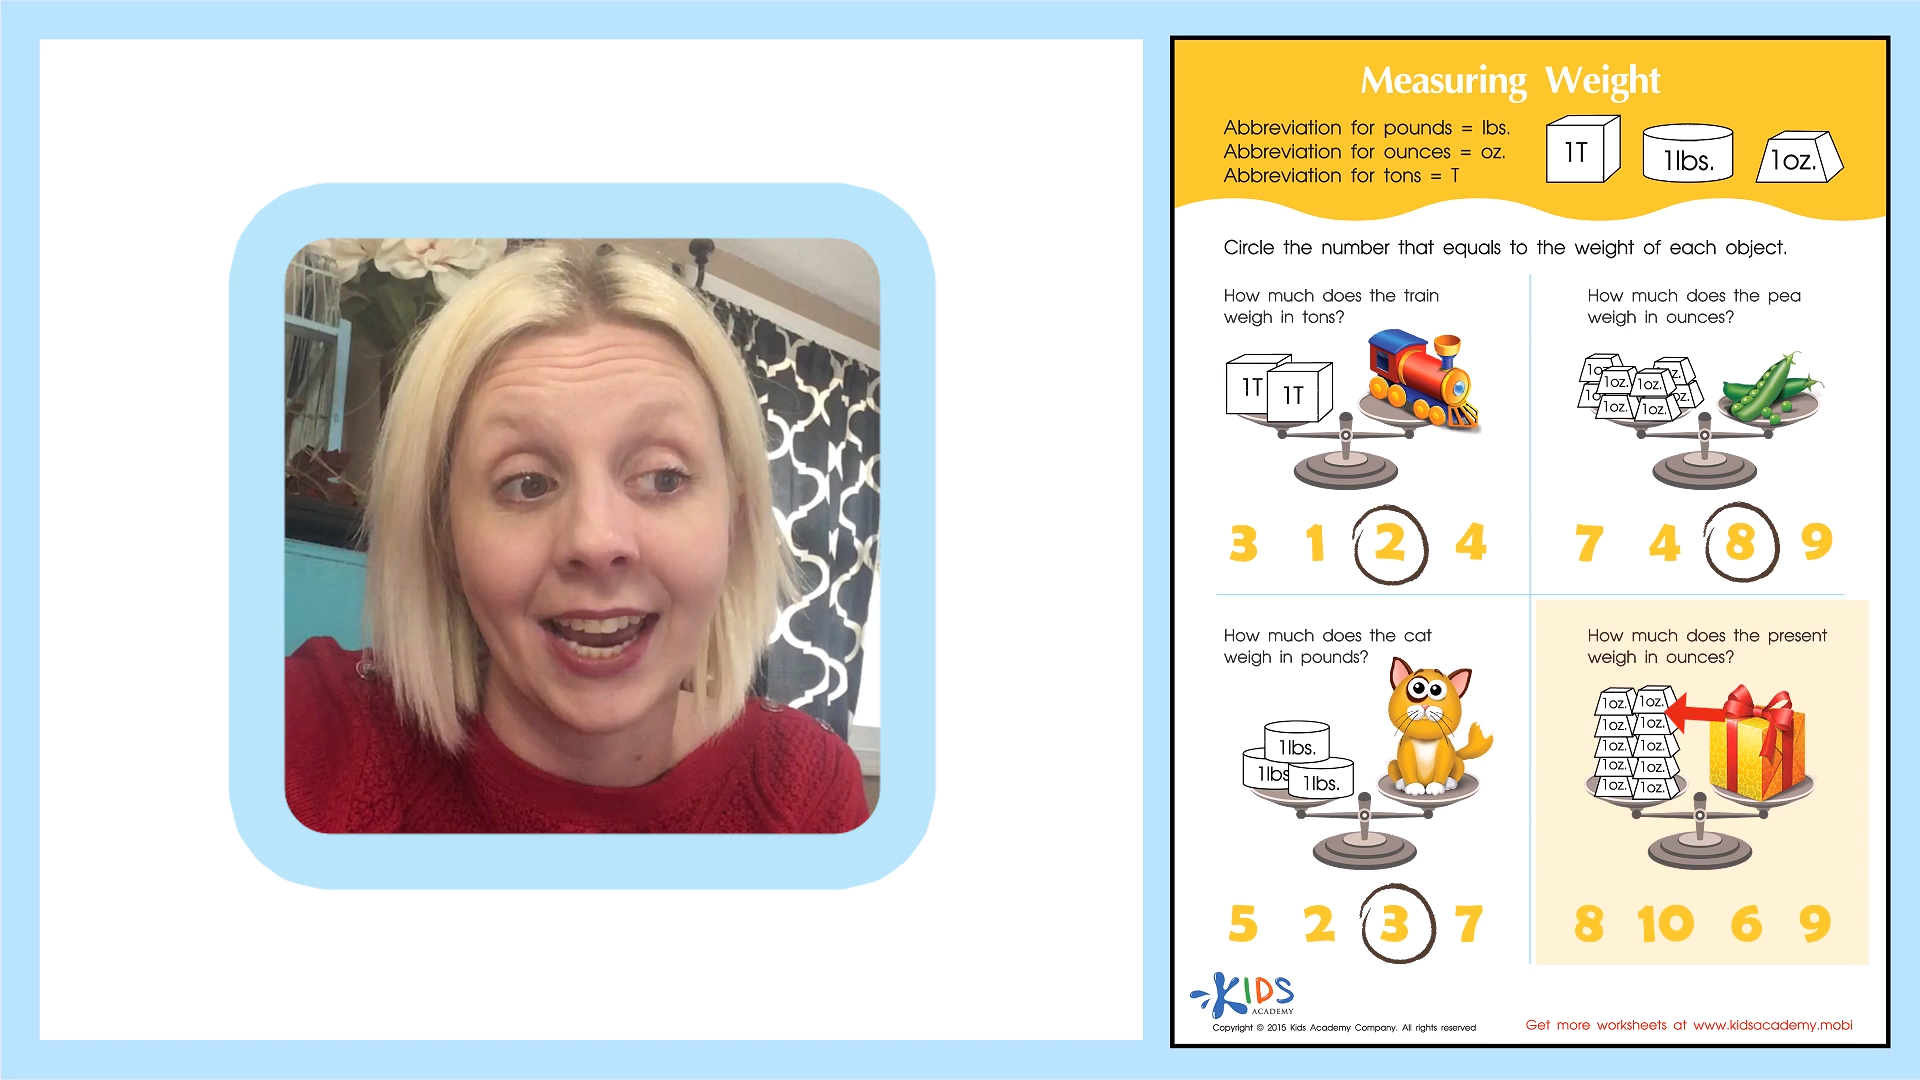 Measuring Weight
Abbreviation for pounds = lbs.
Abbreviation for ounces = oz.
Abbreviation for tons = T
1T
1lbs.
1oz.
Circle the number that equals to the weight of each object.
How much does the train
weigh in tons?
1T
1T
3 1 2 4
How much does the pea
weigh in ounces?
1oz.
1oz.
1oz.
1oz.
1oz.
7 4 8 9
How much does the cat
weigh in pounds?
1lbs.
1lbs
1lbs.
5 2 3 7
How much does the present
weigh in ounces?
1oz. 1oz.
1oz. 1oz.
1oz. 1oz.
1oz. 1oz.
1oz. 1oz.
8 10 6 9
KIDS
ACADEMY
Copyright © 2015 Kids Academy Company. All rights reserved
Get more worksheets at www.kidsacademy.mobi